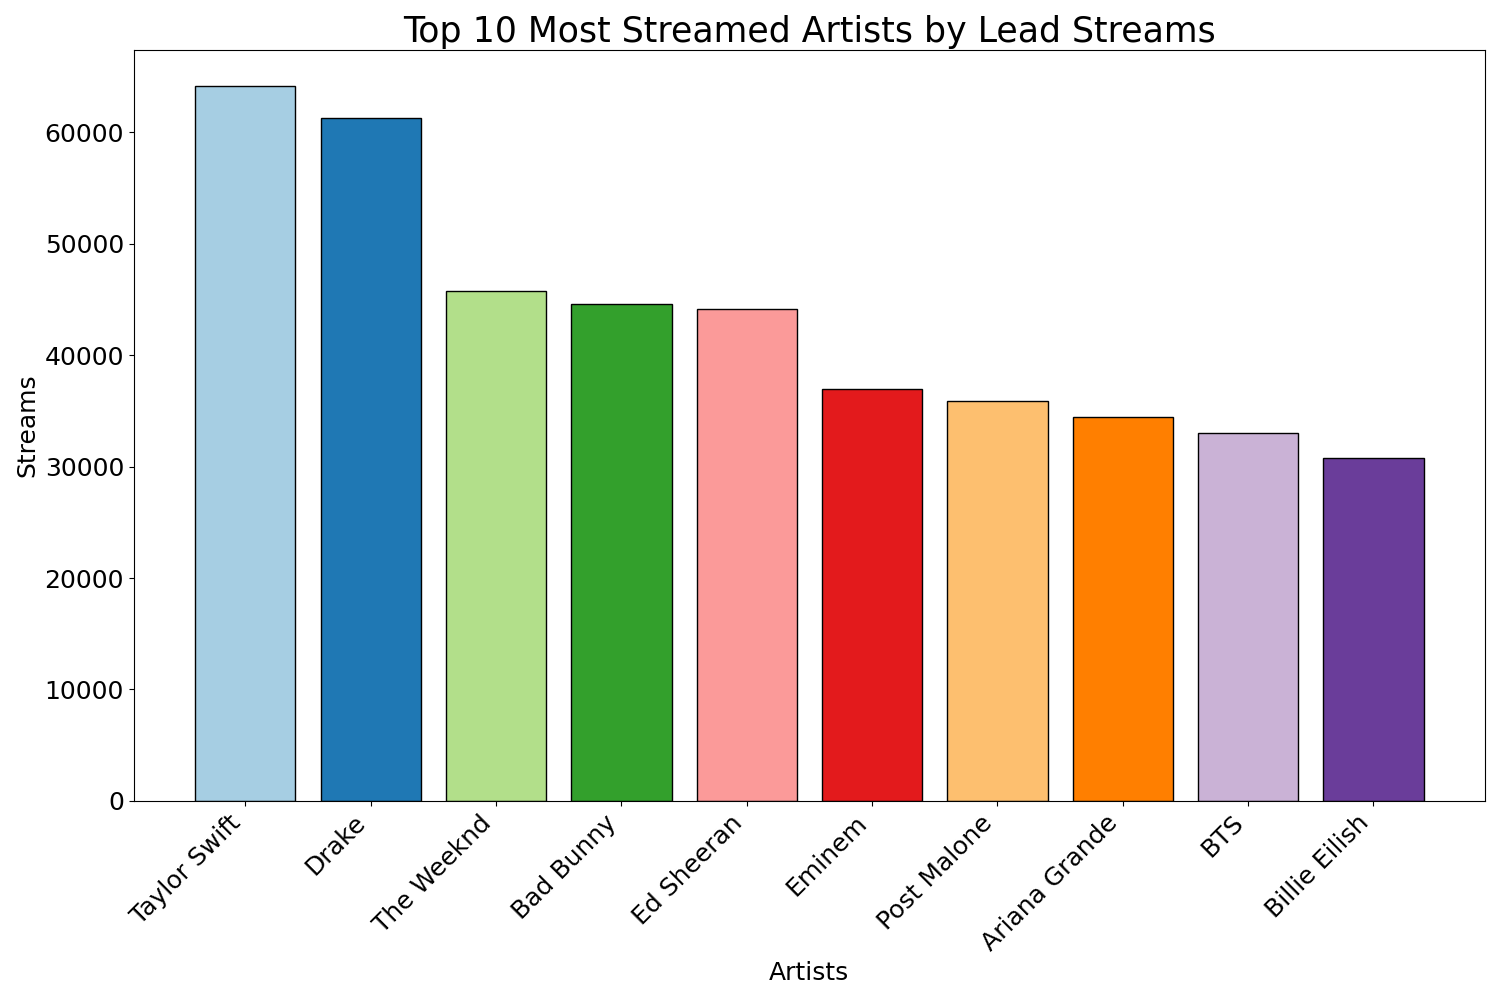 Top 10 Most Streamed Artists by Lead Streams
Streams
60000
50000
40000
30000
20000
10000
0
Taylor Swift
Drake
The Weeknd
Bad Bunny
Ed Sheeran
Eminem
Post Malone
Ariana Grande
BTS
Billie Eilish
Artists